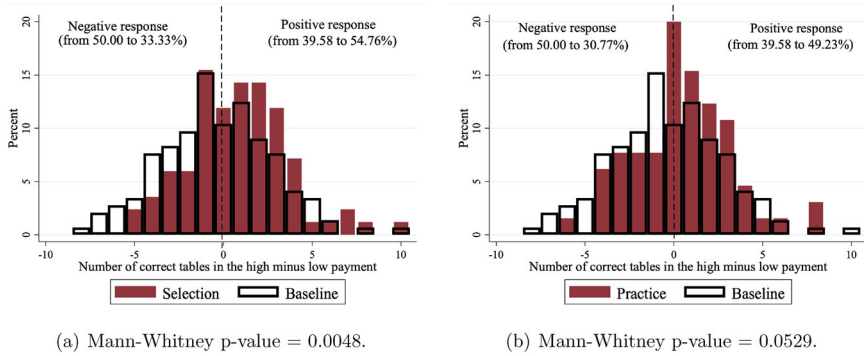 Negative response
(from 50.00 to 33.33%)
Positive response
(from 39.58 to 54.76%)
Percent
20
15
10
5
0
-10 -5 0 5 10
Number of correct tables in the high minus low payment
Selection Baseline
(a) Mann-Whitney p-value = 0.0048.
Negative response
(from 50.00 to 30.77%)
Positive response
(from 39.58 to 49.23%)
Percent
20
15
10
5
0
-10 -5 0 5 10
Number of correct tables in the high minus low payment
Practice Baseline
(b) Mann-Whitney p-value = 0.0529.